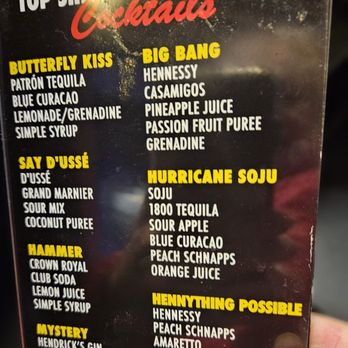 TOP
Cocktails
BUTTERFLY KISS
PATRÓN TEQUILA
BLUE CURACAO
LEMONADE/GRENADINE
SIMPLE SYRUP
SAY D'USSÉ
D'USSÉ
GRAND MARNIER
SOUR MIX
COCONUT PUREE
HAMMER
CROWN ROYAL
CLUB SODA
LEMON JUICE
SIMPLE SYRUP
MYSTERY
HENDRICK'S GIN
BIG BANG
HENNESSY
CASAMIGOS
PINEAPPLE JUICE
PASSION FRUIT PUREE
GRENADINE
HURRICANE SOJU
SOJU
1800 TEQUILA
SOUR APPLE
BLUE CURACAO
PEACH SCHNAPPS
ORANGE JUICE
HENNYTHING POSSIBLE
HENNESSY
PEACH SCHNAPPS
AMARETTO